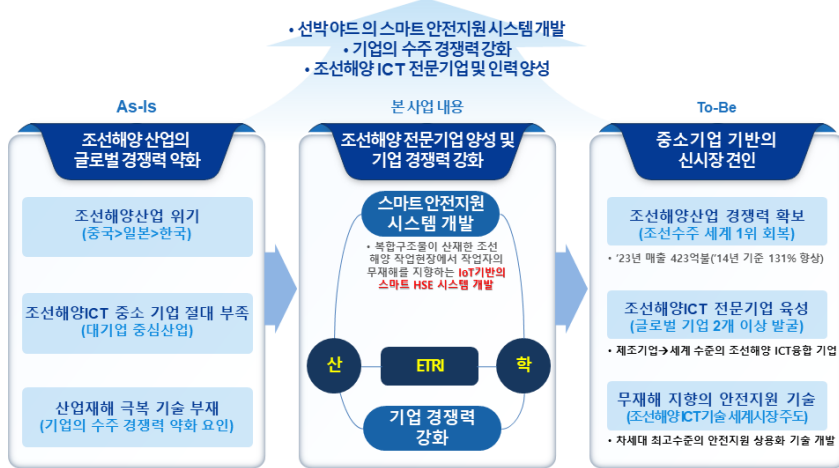 • 선박 야드의 스마트 안전지원 시스템 개발
• 기업의 수주 경쟁력 강화
• 조선해양 ICT 전문기업 및 인력 양성
As-Is
조선해양 산업의
글로벌 경쟁력 약화
조선해양산업 위기
(중국>일본>한국)
조선해양ICT 중소 기업 절대 부족
(대기업 중심산업)
산업재해 극복 기술 부재
(기업의 수주 경쟁력 약화 요인)
본 사업 내용
조선해양 전문기업 양성 및
기업 경쟁력 강화
스마트 안전지원
시스템 개발
• 복합구조물이 산재한 조선
해양 작업현장에서 작업자의
무재해를 지향하는 IoT기반의
스마트 HSE 시스템 개발
산
ETRI
학
기업 경쟁력
강화
To-Be
중소기업 기반의
신시장 견인
조선해양산업 경쟁력 확보
(조선수주 세계 1위 회복)
• '23년 매출 423억불('14년 기준 131% 향상)
조선해양ICT 전문기업 육성
(글로벌 기업 2개 이상 발굴)
• 제조기업→세계 수준의 조선해양 ICT융합 기업
무재해 지향의 안전지원 기술
(조선해양ICT기술 세계시장 주도)
• 차세대 최고수준의 안전지원 상용화 기술 개발